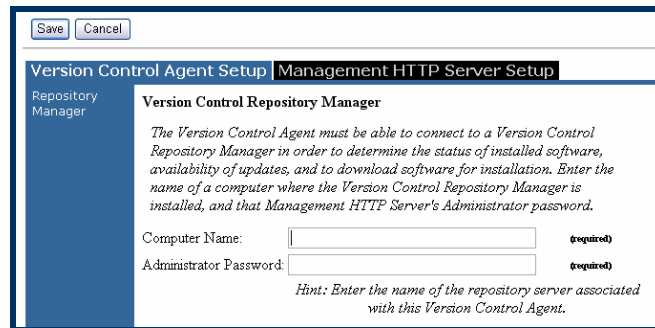 Save Cancel
Version Control Agent Setup Management HTTP Server Setup
Repository
Manager
Version Control Repository Manager
The Version Control Agent must be able to connect to a Version Control
Repository Manager in order to determine the status of installed software,
availability of updates, and to download software for installation. Enter the
name of a computer where the Version Control Repository Manager is
installed, and that Management HTTP Server's Administrator password.
Computer Name: (required)
Administrator Password: (required)
Hint: Enter the name of the repository server associated
with this Version Control Agent.